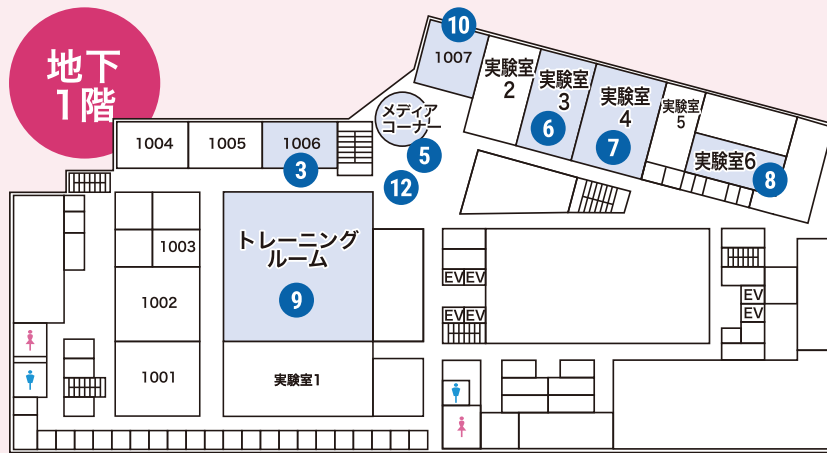 地下
1階
10
1007
実験室
2
実験室
3
6
実験室
4
7
実験室
5
実験室6
8
メディア
コーナー
5
12
1004
1005
1006
3
トレーニング
ルーム
9
1003
1002
1001
実験室1
EV EV
EV EV
EV
EV